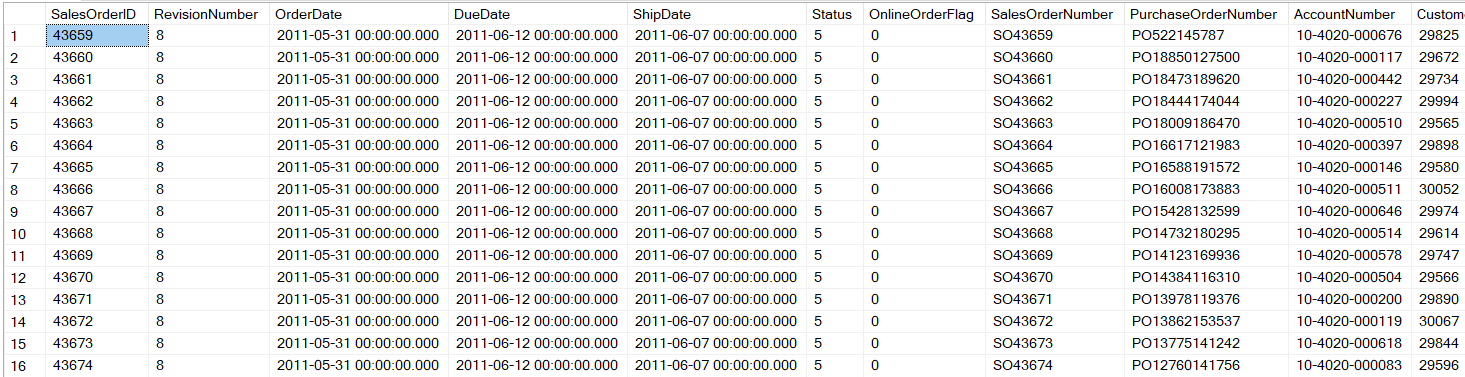 SalesOrderID RevisionNumber OrderDate DueDate ShipDate Status OnlineOrderFlag SalesOrderNumber PurchaseOrderNumber AccountNumber Custome
1 43659 8 2011-05-31 00:00:00.000 2011-06-12 00:00:00.000 2011-06-07 00:00:00.000 5 0 SO43659 PO522145787 10-4020-000676 29825
2 43660 8 2011-05-31 00:00:00.000 2011-06-12 00:00:00.000 2011-06-07 00:00:00.000 5 0 SO43660 PO18850127500 10-4020-000117 29672
3 43661 8 2011-05-31 00:00:00.000 2011-06-12 00:00:00.000 2011-06-07 00:00:00.000 5 0 SO43661 PO18473189620 10-4020-000442 29734
4 43662 8 2011-05-31 00:00:00.000 2011-06-12 00:00:00.000 2011-06-07 00:00:00.000 5 0 SO43662 PO18444174044 10-4020-000227 29994
5 43663 8 2011-05-31 00:00:00.000 2011-06-12 00:00:00.000 2011-06-07 00:00:00.000 5 0 SO43663 PO18009186470 10-4020-000510 29565
6 43664 8 2011-05-31 00:00:00.000 2011-06-12 00:00:00.000 2011-06-07 00:00:00.000 5 0 SO43664 PO16617121983 10-4020-000397 29898
7 43665 8 2011-05-31 00:00:00.000 2011-06-12 00:00:00.000 2011-06-07 00:00:00.000 5 0 SO43665 PO16588191572 10-4020-000146 29580
8 43666 8 2011-05-31 00:00:00.000 2011-06-12 00:00:00.000 2011-06-07 00:00:00.000 5 0 SO43666 PO16008173883 10-4020-000511 30052
9 43667 8 2011-05-31 00:00:00.000 2011-06-12 00:00:00.000 2011-06-07 00:00:00.000 5 0 SO43667 PO15428132599 10-4020-000646 29974
10 43668 8 2011-05-31 00:00:00.000 2011-06-12 00:00:00.000 2011-06-07 00:00:00.000 5 0 SO43668 PO14732180295 10-4020-000514 29614
11 43669 8 2011-05-31 00:00:00.000 2011-06-12 00:00:00.000 2011-06-07 00:00:00.000 5 0 SO43669 PO14123169936 10-4020-000578 29747
12 43670 8 2011-05-31 00:00:00.000 2011-06-12 00:00:00.000 2011-06-07 00:00:00.000 5 0 SO43670 PO14384116310 10-4020-000504 29566
13 43671 8 2011-05-31 00:00:00.000 2011-06-12 00:00:00.000 2011-06-07 00:00:00.000 5 0 SO43671 PO13978119376 10-4020-000200 29890
14 43672 8 2011-05-31 00:00:00.000 2011-06-12 00:00:00.000 2011-06-07 00:00:00.000 5 0 SO43672 PO13862153537 10-4020-000119 30067
15 43673 8 2011-05-31 00:00:00.000 2011-06-12 00:00:00.000 2011-06-07 00:00:00.000 5 0 SO43673 PO13775141242 10-4020-000618 29844
16 43674 8 2011-05-31 00:00:00.000 2011-06-12 00:00:00.000 2011-06-07 00:00:00.000 5 0 SO43674 PO12760141756 10-4020-000083 29596